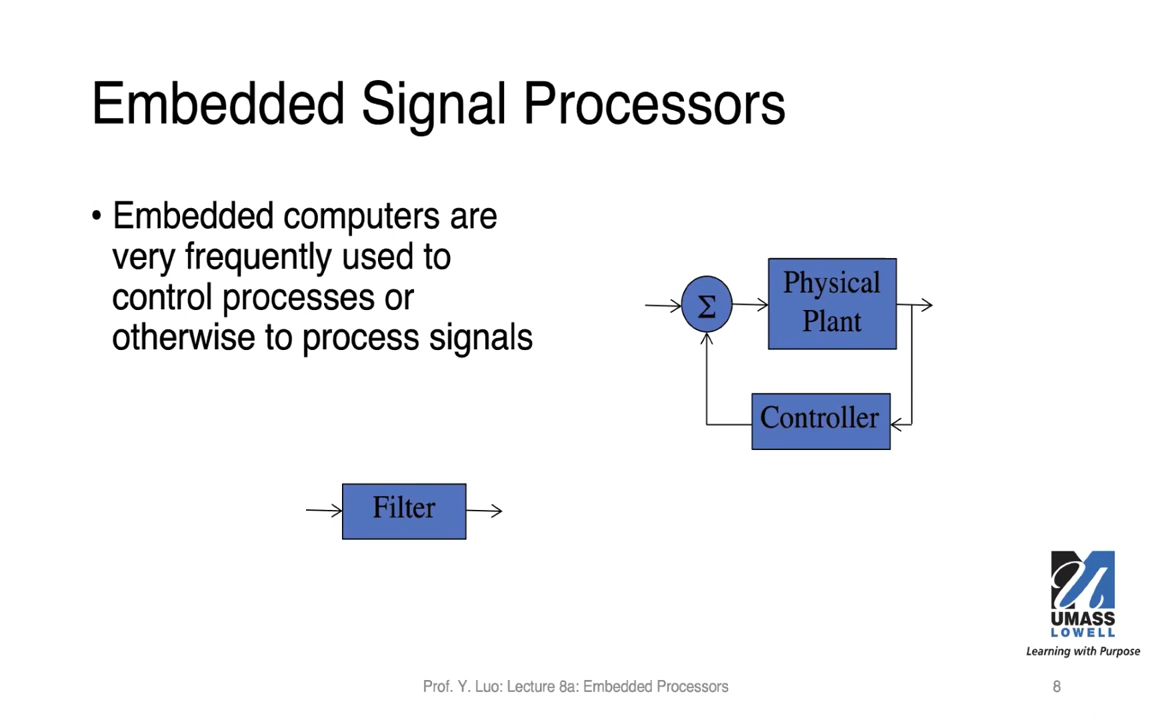 Embedded Signal Processors
• Embedded computers are
very frequently used to
control processes or
otherwise to process signals
Σ
Physical
Plant
Controller
Filter
UMASS
LOWELL
Learning with Purpose
Prof. Y. Luo: Lecture 8a: Embedded Processors
8